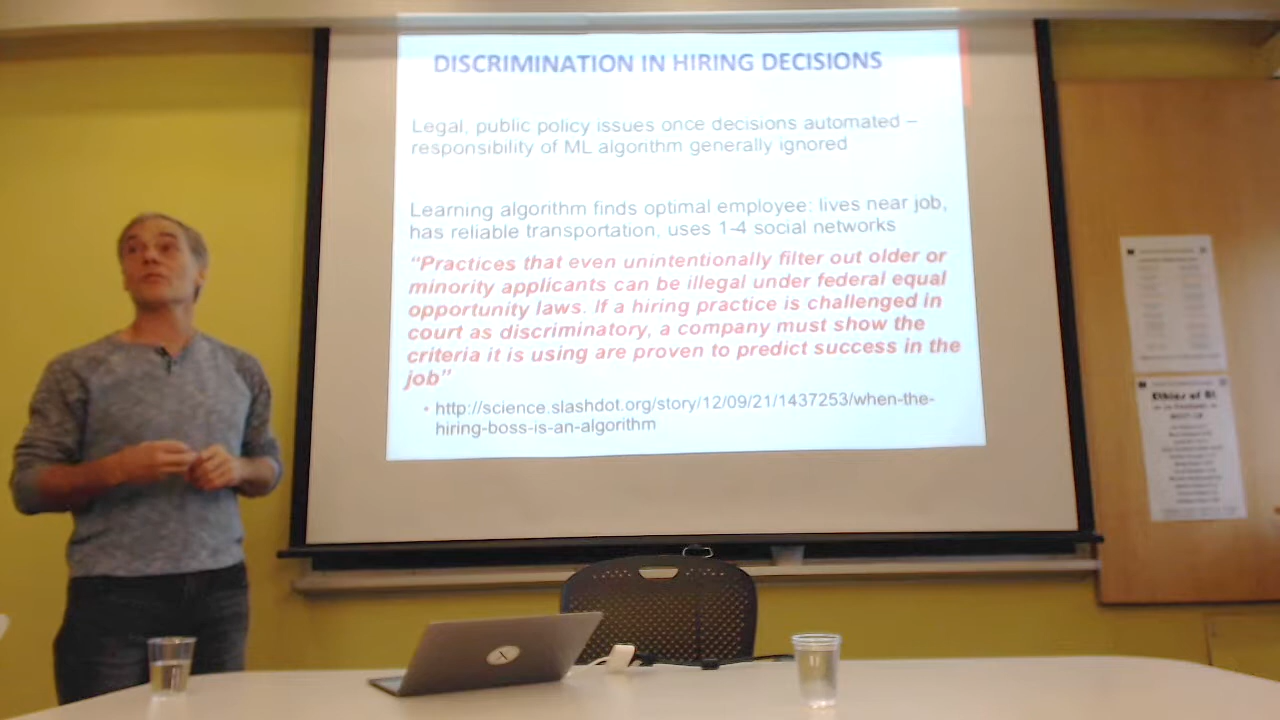 DISCRIMINATION IN HIRING DECISIONS
Legal, public policy issues once decisions automated –
responsibility of ML algorithm generally ignored
Learning algorithm finds optimal employee: lives near job,
has reliable transportation, uses 1-4 social networks
“Practices that even unintentionally filter out older or
minority applicants can be illegal under federal equal
opportunity laws. If a hiring practice is challenged in
court as discriminatory, a company must show the
criteria it is using are proven to predict success in the
job”
• http://science.slashdot.org/story/12/09/21/1437253/when-the-
hiring-boss-is-an-algorithm
Ethics of AI
X